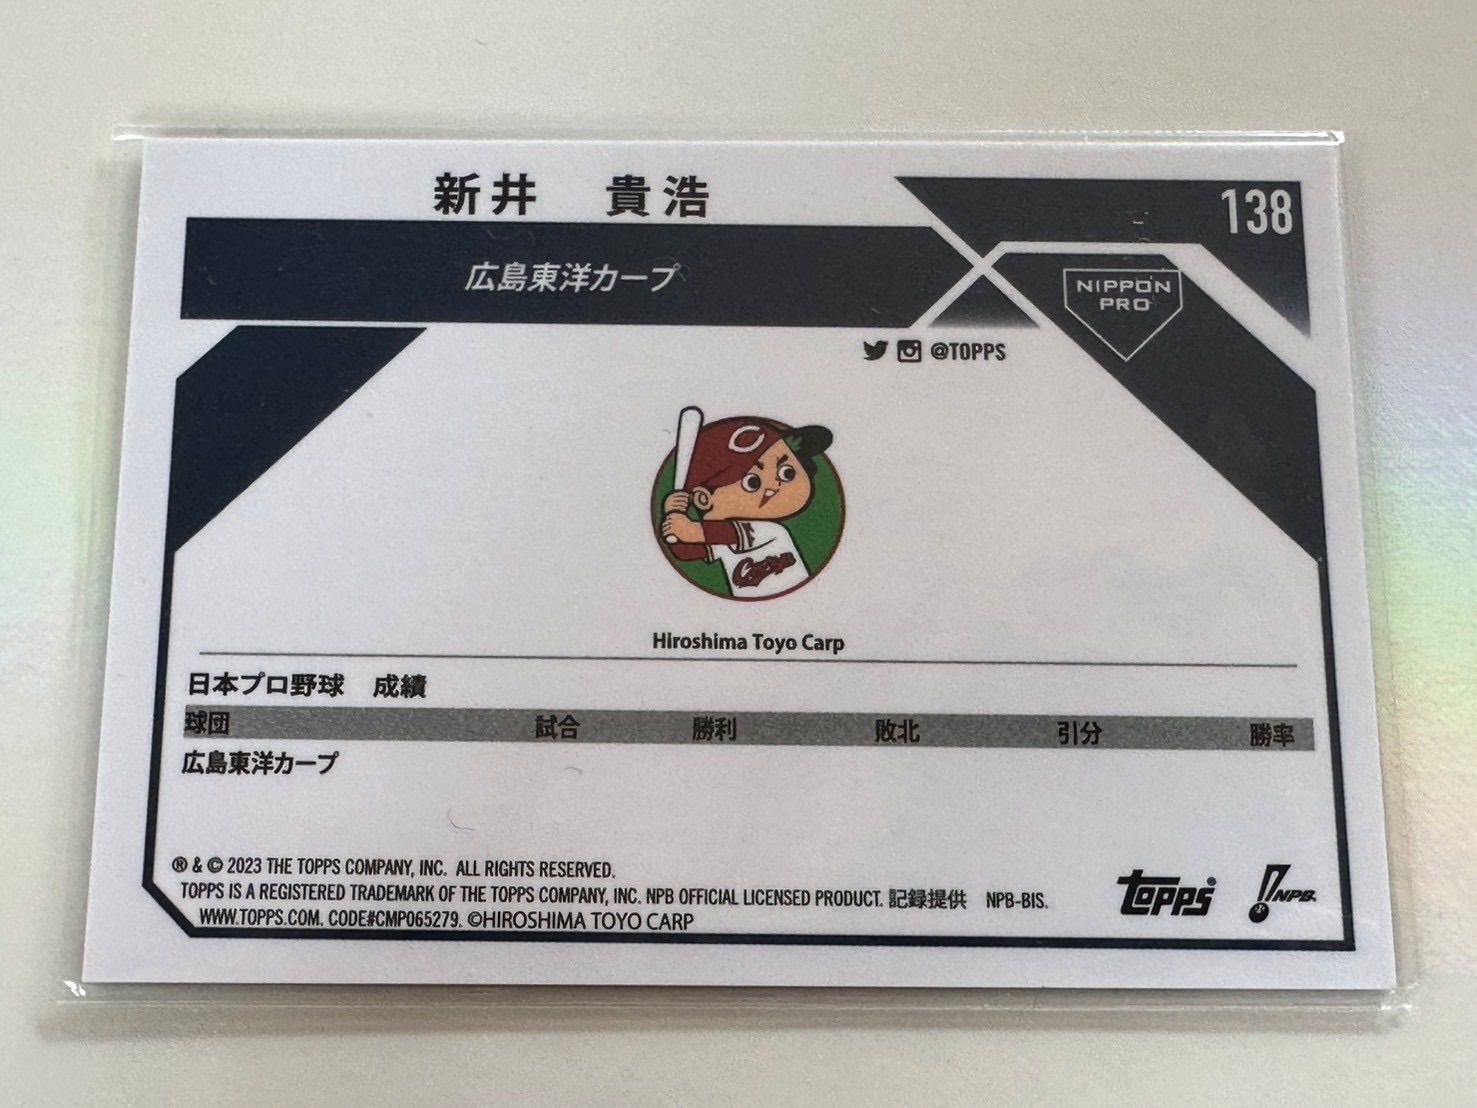 新井 貴浩
138
広島東洋カープ
NIPPON
PRO
@TOPPS
C
Carp
Hiroshima Toyo Carp
日本プロ野球 成績
球団 試合 勝利 敗北 引分 勝率
広島東洋カープ
® & © 2023 THE TOPPS COMPANY, INC. ALL RIGHTS RESERVED.
TOPPS IS A REGISTERED TRADEMARK OF THE TOPPS COMPANY, INC. NPB OFFICIAL LICENSED PRODUCT. 記録提供 NPB-BIS.
WWW.TOPPS.COM. CODE#CMP065279. ©HIROSHIMA TOYO CARP
topps®
NPB